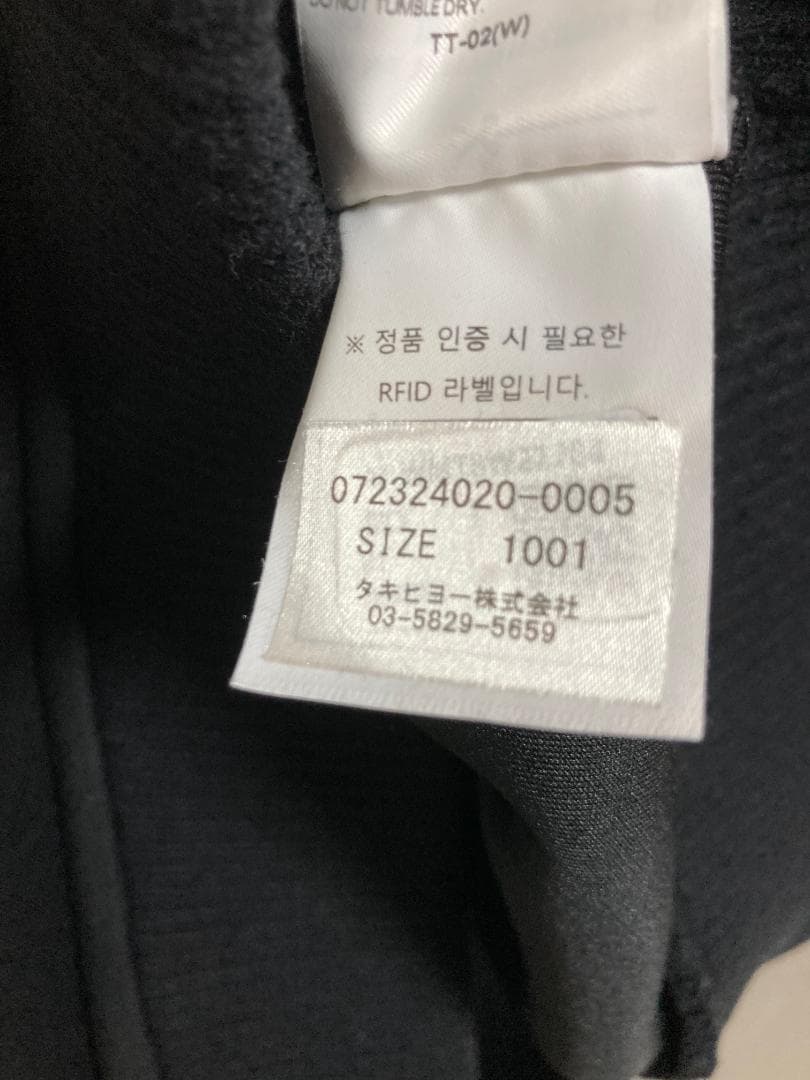 DO NOT TUMBLE DRY.
TT-02(W)
※ 정품 인증 시 필요한
RFID 라벨입니다.
072324020-0005
SIZE 1001
タキヒヨー株式会社
03-5829-5659